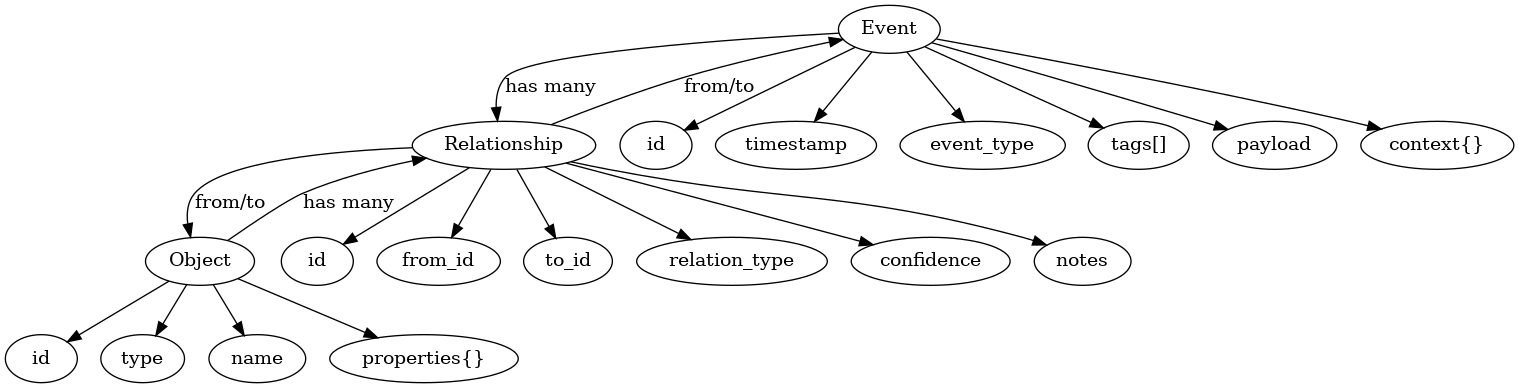 Event
has many
from/to
Relationship
id
timestamp
event_type
tags[]
payload
context{}
from/to
has many
Object
id
from_id
to_id
relation_type
confidence
notes
id
type
name
properties{}